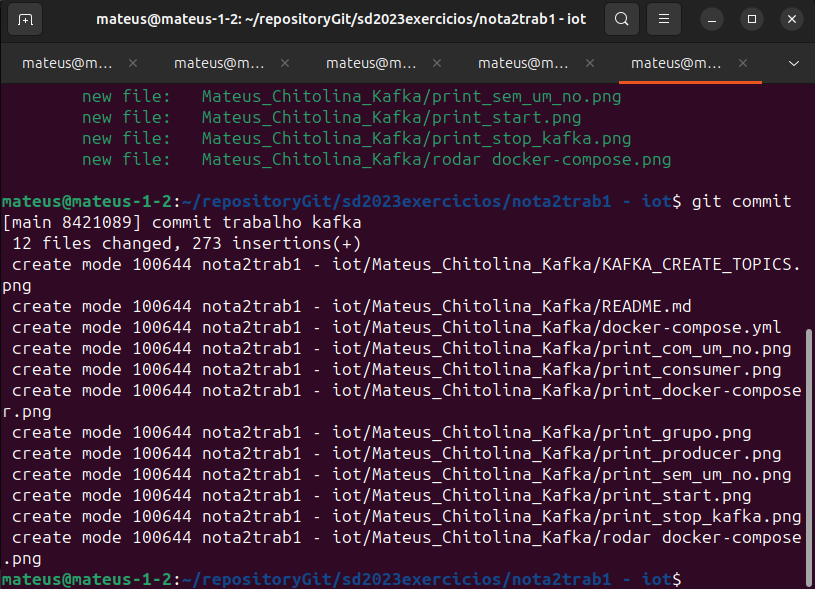 mateus@mateus-1-2: ~/repositoryGit/sd2023exercicios/nota2trab1 - iot
mateus@m... mateus@m... mateus@m... mateus@m... mateus@m...
new file:   Mateus_Chitolina_Kafka/print_sem_um_no.png
new file:   Mateus_Chitolina_Kafka/print_start.png
new file:   Mateus_Chitolina_Kafka/print_stop_kafka.png
new file:   Mateus_Chitolina_Kafka/rodar docker-compose.png
mateus@mateus-1-2:~/repositoryGit/sd2023exercicios/nota2trab1 - iot$ git commit
[main 8421089] commit trabalho kafka
 12 files changed, 273 insertions(+)
 create mode 100644 nota2trab1 - iot/Mateus_Chitolina_Kafka/KAFKA_CREATE_TOPICS.
png
 create mode 100644 nota2trab1 - iot/Mateus_Chitolina_Kafka/README.md
 create mode 100644 nota2trab1 - iot/Mateus_Chitolina_Kafka/docker-compose.yml
 create mode 100644 nota2trab1 - iot/Mateus_Chitolina_Kafka/print_com_um_no.png
 create mode 100644 nota2trab1 - iot/Mateus_Chitolina_Kafka/print_consumer.png
 create mode 100644 nota2trab1 - iot/Mateus_Chitolina_Kafka/print_docker-compose
r.png
 create mode 100644 nota2trab1 - iot/Mateus_Chitolina_Kafka/print_grupo.png
 create mode 100644 nota2trab1 - iot/Mateus_Chitolina_Kafka/print_producer.png
 create mode 100644 nota2trab1 - iot/Mateus_Chitolina_Kafka/print_sem_um_no.png
 create mode 100644 nota2trab1 - iot/Mateus_Chitolina_Kafka/print_start.png
 create mode 100644 nota2trab1 - iot/Mateus_Chitolina_Kafka/print_stop_kafka.png
 create mode 100644 nota2trab1 - iot/Mateus_Chitolina_Kafka/rodar docker-compose
.png
mateus@mateus-1-2:~/repositoryGit/sd2023exercicios/nota2trab1 - iot$